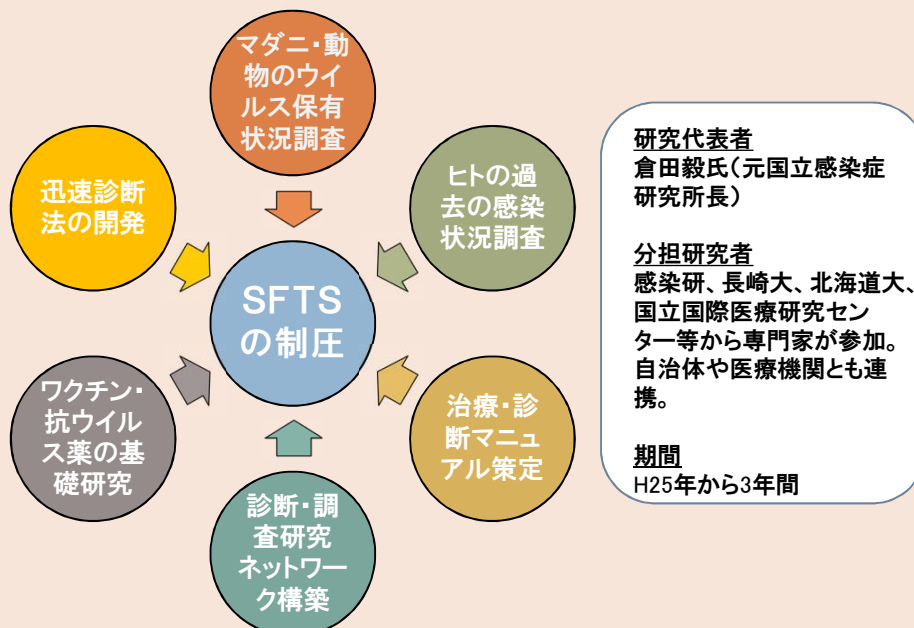 マダニ・動
物のウイ
ルス保有
状況調査
ヒトの過
去の感染
状況調査
治療・診
断マニュ
アル策定
診断・調
査研究
ネットワー
ク構築
ワクチン・
抗ウイル
ス薬の基
礎研究
迅速診断
法の開発
SFTS
の制圧
研究代表者
倉田毅氏(元国立感染症
研究所長)
分担研究者
感染研、長崎大、北海道大、
国立国際医療研究セン
ター等から専門家が参加。
自治体や医療機関とも連
携。
期間
H25年から3年間